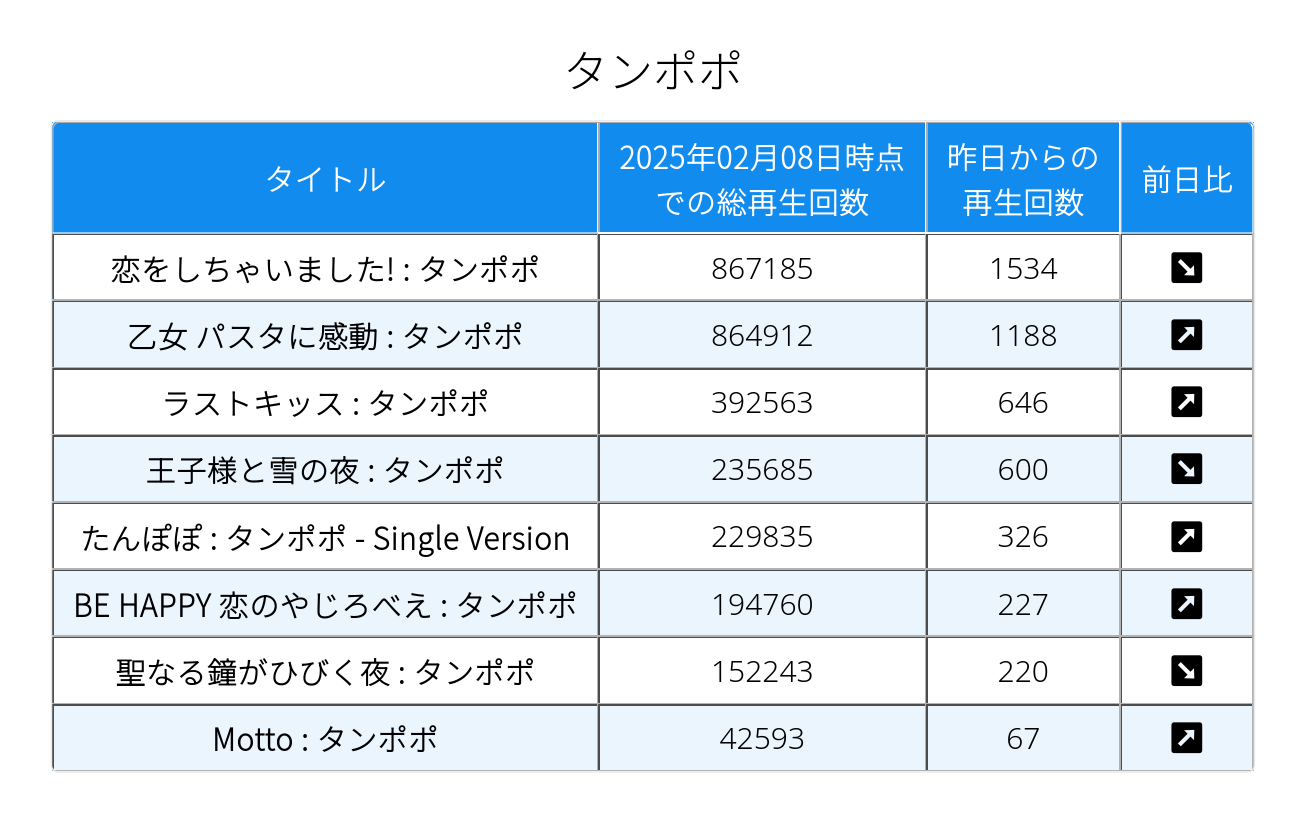 タンポポ
タイトル
2025年02月08日時点
での総再生回数
昨日からの
再生回数
前日比
恋をしちゃいました! : タンポポ 867185 1534 ↘
乙女 パスタに感動 : タンポポ 864912 1188 ↗
ラストキッス : タンポポ 392563 646 ↗
王子様と雪の夜 : タンポポ 235685 600 ↘
たんぽぽ : タンポポ - Single Version 229835 326 ↗
BE HAPPY 恋のやじろべえ : タンポポ 194760 227 ↗
聖なる鐘がひびく夜 : タンポポ 152243 220 ↘
Motto : タンポポ 42593 67 ↗